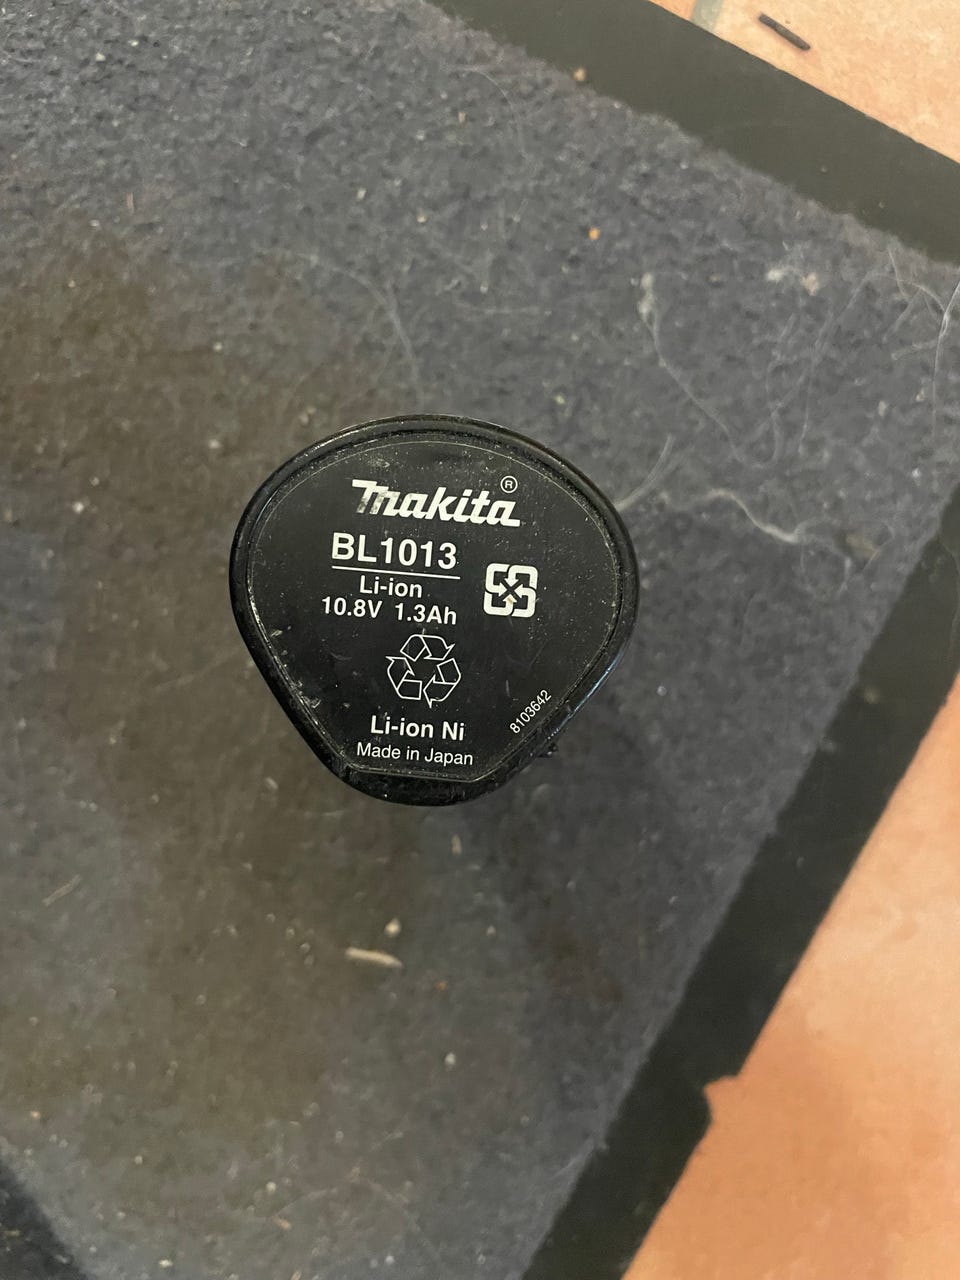 makita®
BL1013
Li-ion
10.8V 1.3Ah
Li-ion Ni
Made in Japan
8103642